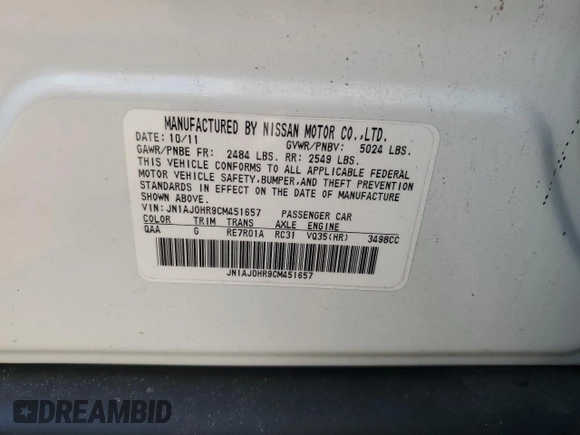 MANUFACTURED BY NISSAN MOTOR CO.,LTD.
DATE: 10/11 GVWR/PNBV: 5024 LBS.
GAWR/PNBE FR: 2484 LBS. RR: 2549 LBS.
THIS VEHICLE CONFORMS TO ALL APPLICABLE FEDERAL
MOTOR VEHICLE SAFETY,BUMPER,AND THEFT PREVENTION
STANDARDS IN EFFECT ON THE DATE OF MANUFACTURE
SHOWN ABOVE.
VIN: JN1AJ0HR9CM451657 PASSENGER CAR
COLOR TRIM TRANS AXLE ENGINE
QAA G RE7R01A RC31 VQ35(HR) 3498CC
JN1AJ0HR9CM451657
DREAMBID